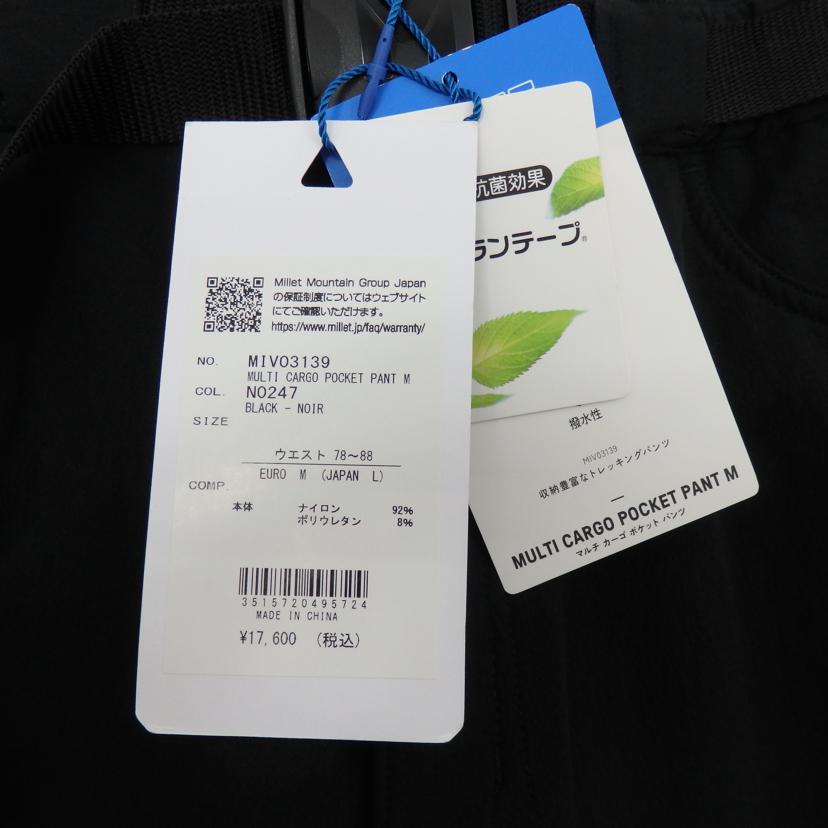 Millet Mountain Group Japan
の保証制度についてはウェブサイト
にてご確認いただけます。
https://www.millet.jp/faq/warranty/
NO. MIV03139
MULTI CARGO POCKET PANT M
COL. N0247
BLACK - NOIR
SIZE
ウエスト 78～88
EURO M (JAPAN L)
COMP.
本体 ナイロン 92%
ポリウレタン 8%
3515720495724
MADE IN CHINA
¥17,600 (税込)
抗菌効果
ランテープ®
撥水性
MIV03139
収納豊富なトレッキングパンツ
MULTI CARGO POCKET PANT M
マルチ カーゴ ポケット パンツ